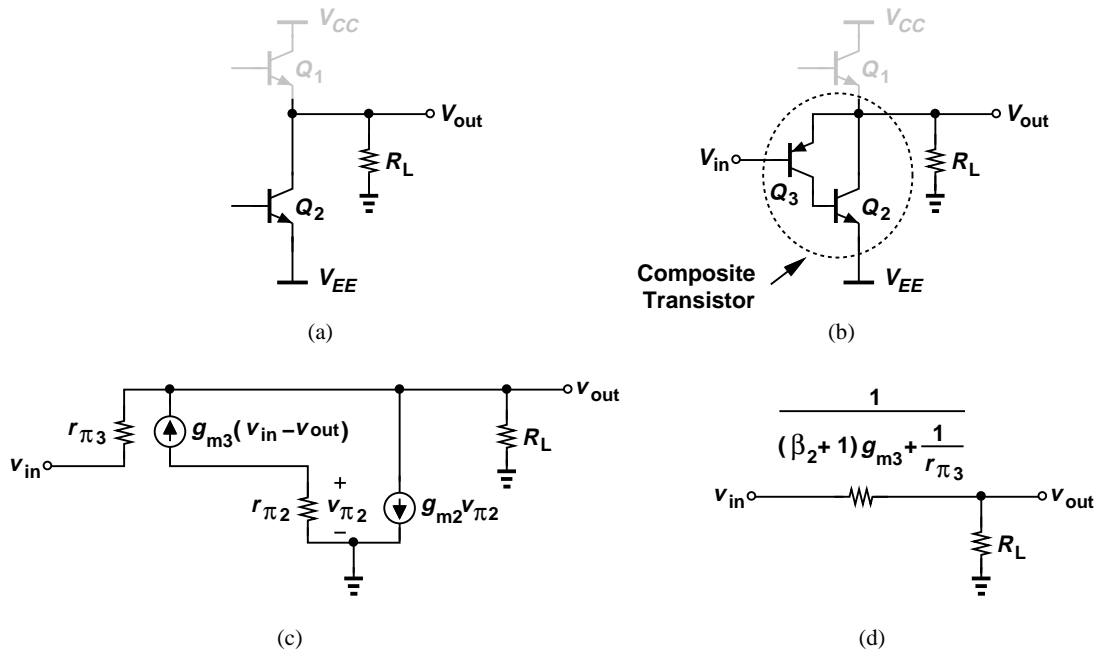 V_CC
Q_1
V_out
R_L
Q_2
V_EE
(a)
V_CC
Q_1
V_in
V_out
R_L
Q_3
Q_2
Composite
Transistor
V_EE
(b)
v_out
r_π3
g_m3(v_in−v_out)
R_L
v_in
r_π2
+
v_π2
−
g_m2v_π2
(c)
1
(β_2+1)g_m3+
1
r_π3
v_in
v_out
R_L
(d)